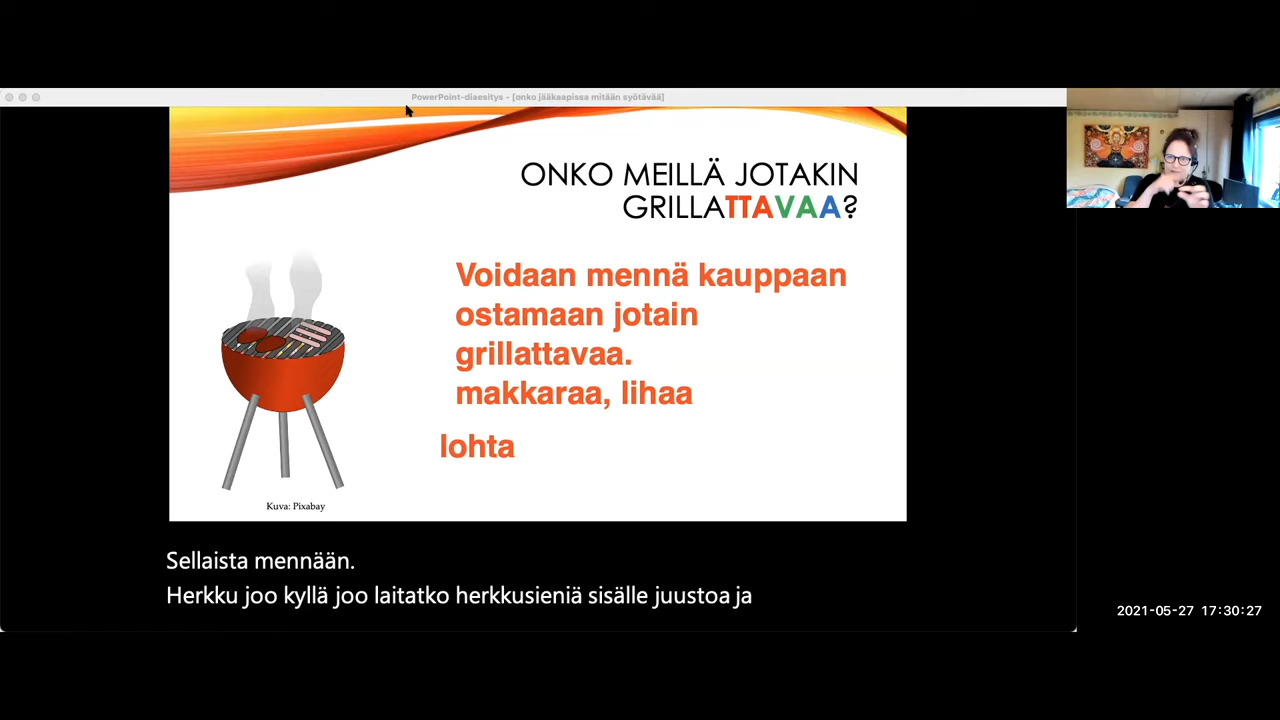 PowerPoint-diaesitys - [onko jääkaapissa mitään syötävää]
ONKO MEILLÄ JOTAKIN
GRILLATTAVAA?
Voidaan mennä kauppaan
ostamaan jotain
grillattavaa.
makkaraa, lihaa
lohta
Kuva: Pixabay
Sellaista mennään.
Herkku joo kyllä joo laitatko herkkusieniä sisälle juustoa ja
2021-05-27 17:30:27